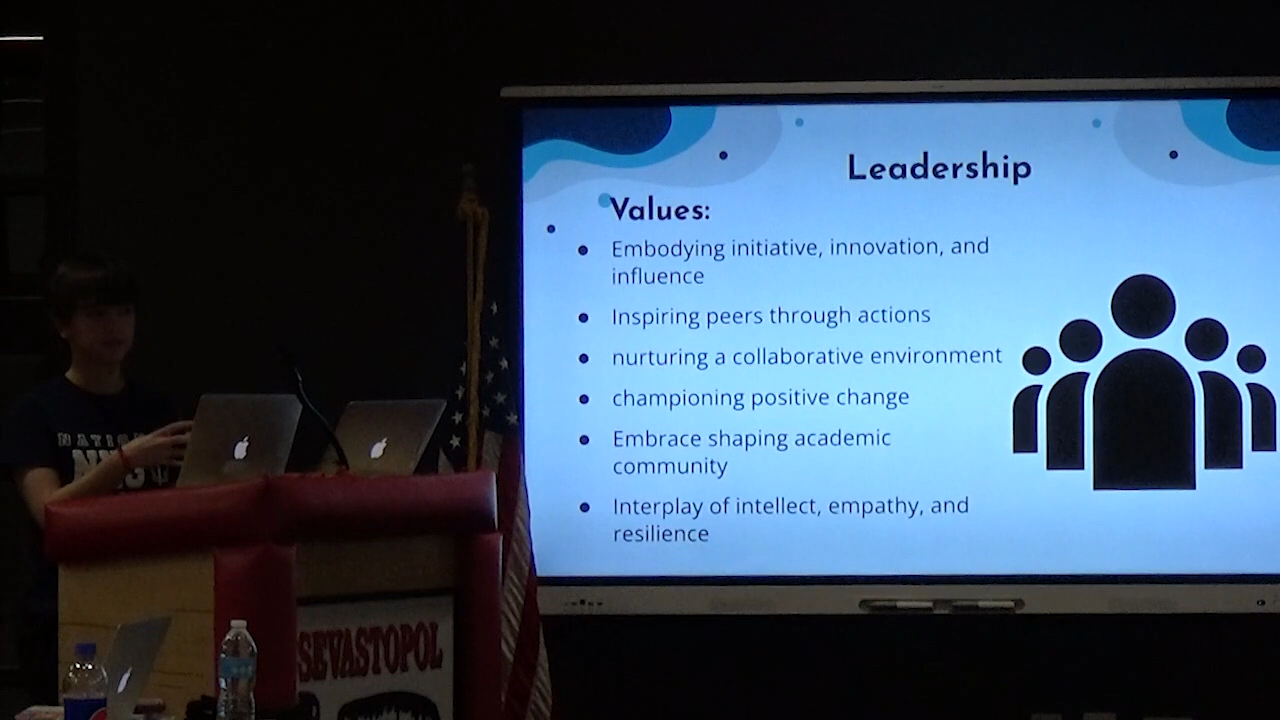 Leadership
Values:
Embodying initiative, innovation, and
influence
Inspiring peers through actions
nurturing a collaborative environment
championing positive change
Embrace shaping academic
community
Interplay of intellect, empathy, and
resilience
SEVASTOPOL